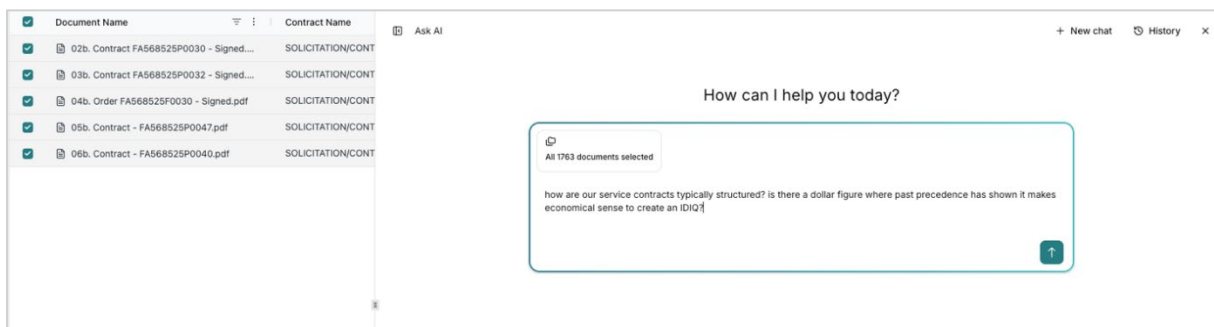 Document Name
Contract Name
02b. Contract FA568525P0030 - Signed....
SOLICITATION/CONT
03b. Contract FA568525P0032 - Signed....
SOLICITATION/CONT
04b. Order FA568525F0030 - Signed.pdf
SOLICITATION/CONT
05b. Contract - FA568525P0047.pdf
SOLICITATION/CONT
06b. Contract - FA568525P0040.pdf
SOLICITATION/CONT
Ask AI
+ New chat
History
How can I help you today?
All 1763 documents selected
how are our service contracts typically structured? is there a dollar figure where past precedence has shown it makes
economical sense to create an IDIQ?